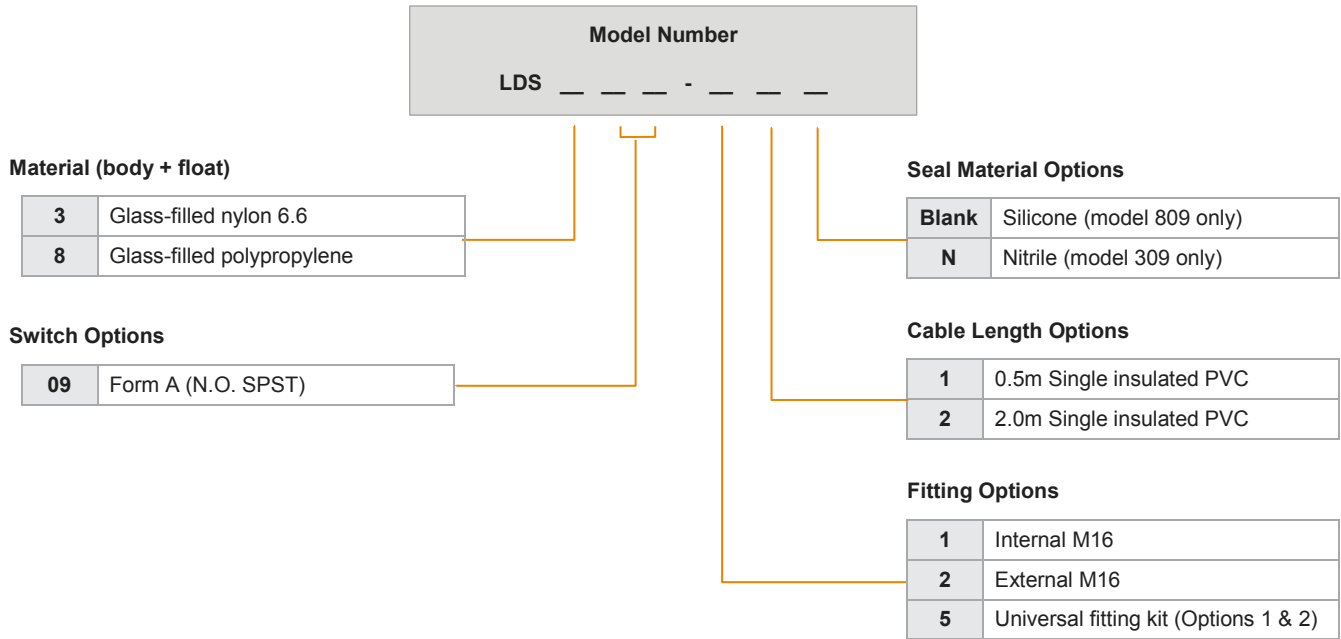 Model Number
LDS __ __ __ - __ __ __
Material (body + float)
3 Glass-filled nylon 6.6
8 Glass-filled polypropylene
Switch Options
09 Form A (N.O. SPST)
Seal Material Options
Blank Silicone (model 809 only)
N Nitrile (model 309 only)
Cable Length Options
1 0.5m Single insulated PVC
2 2.0m Single insulated PVC
Fitting Options
1 Internal M16
2 External M16
5 Universal fitting kit (Options 1 & 2)